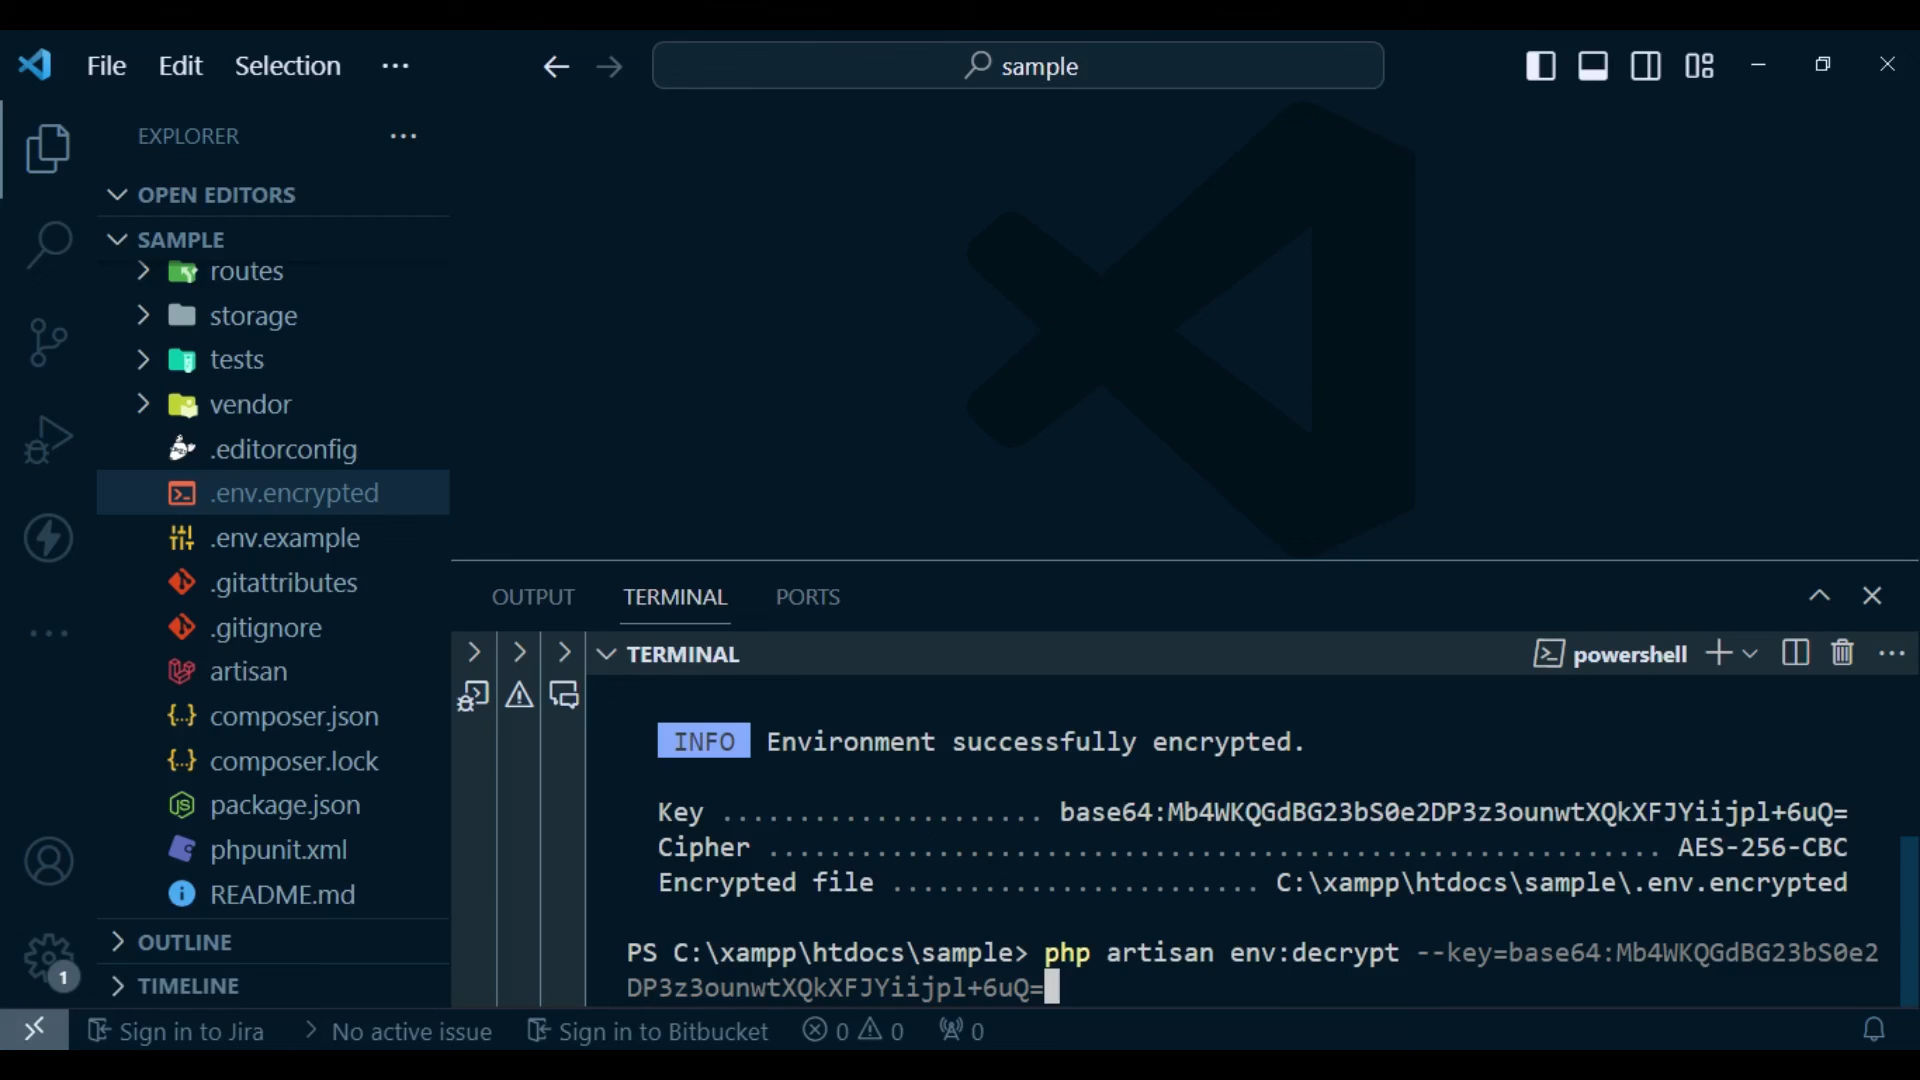 File Edit Selection ···
sample
EXPLORER ···
OPEN EDITORS
SAMPLE
routes
storage
tests
vendor
.editorconfig
.env.encrypted
.env.example
.gitattributes
.gitignore
artisan
composer.json
composer.lock
package.json
phpunit.xml
README.md
OUTLINE
1
TIMELINE
OUTPUT TERMINAL PORTS
TERMINAL
powershell
INFO Environment successfully encrypted.
Key ..................... base64:Mb4WKQGdBG23bS0e2DP3z3ounwtXQkXFJYiijpl+6uQ=
Cipher .......................................................... AES-256-CBC
Encrypted file ........................ C:\xampp\htdocs\sample\.env.encrypted
PS C:\xampp\htdocs\sample> php artisan env:decrypt --key=base64:Mb4WKQGdBG23bS0e2
DP3z3ounwtXQkXFJYiijpl+6uQ=
Sign in to Jira > No active issue Sign in to Bitbucket 0 0 0